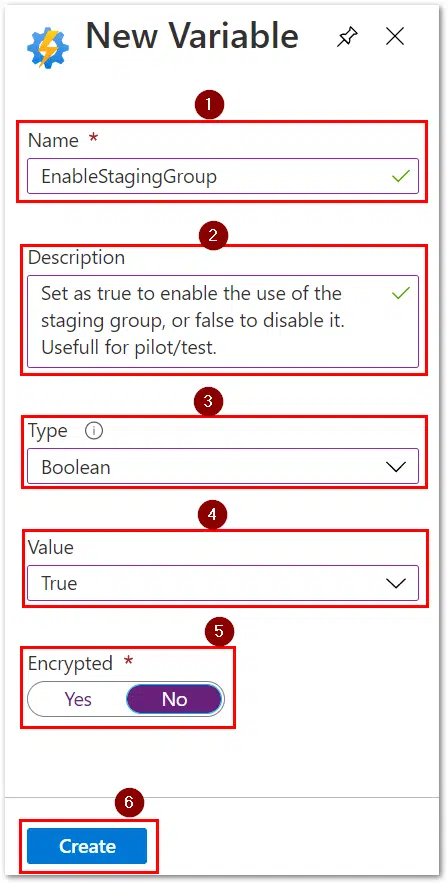 New Variable
1
Name *
EnableStagingGroup
2
Description
Set as true to enable the use of the
staging group, or false to disable it.
Usefull for pilot/test.
3
Type
Boolean
4
Value
True
5
Encrypted *
Yes No
6
Create